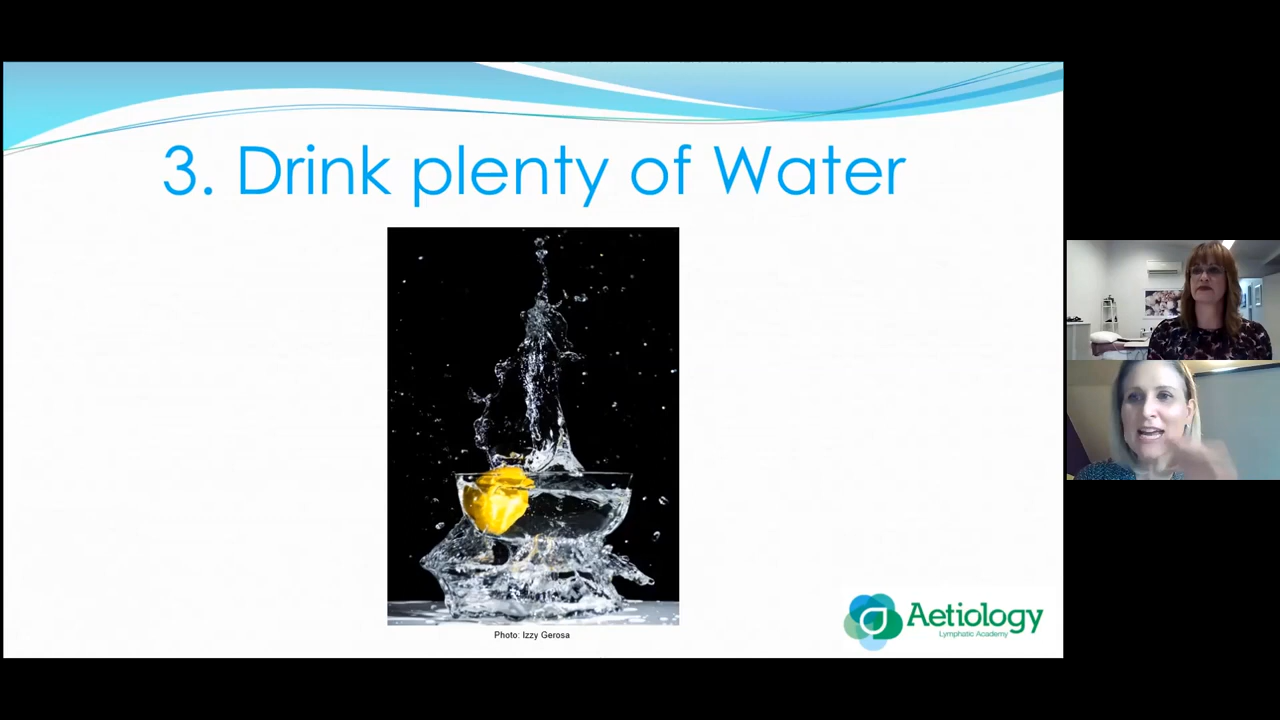 3. Drink plenty of Water
Photo: Izzy Gerosa
Aetiology
Lymphatic Academy